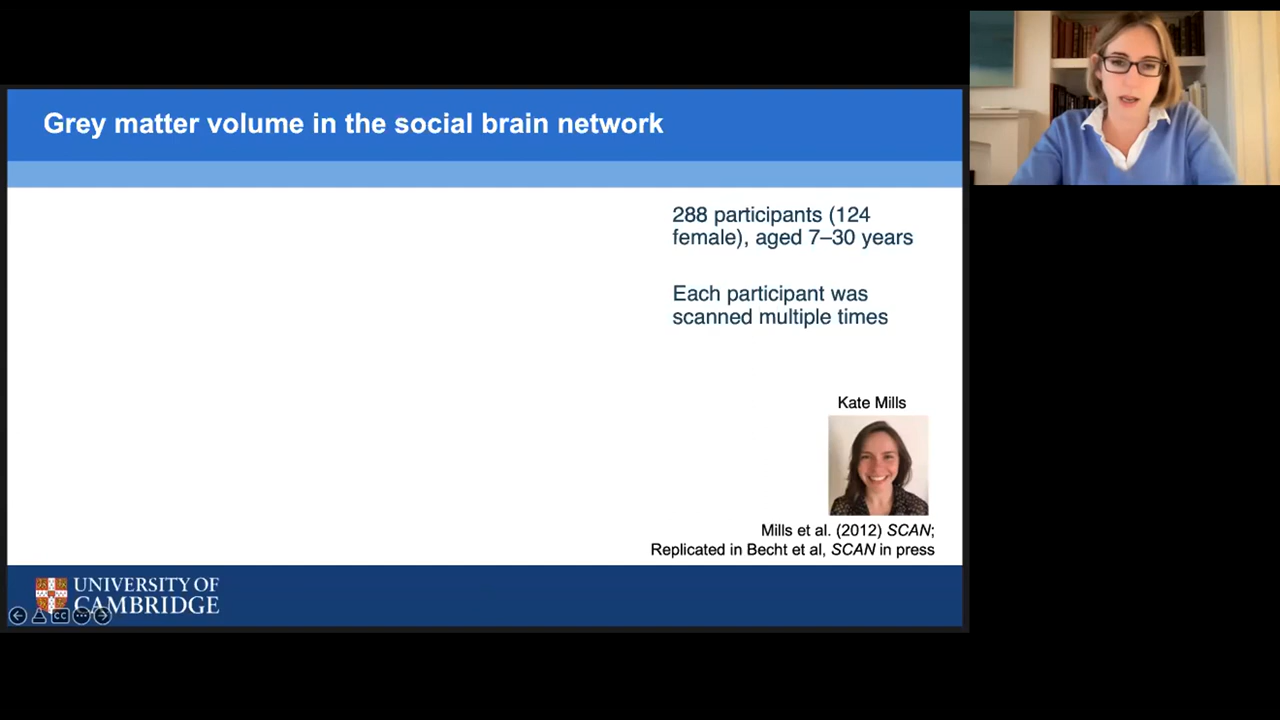 Grey matter volume in the social brain network
288 participants (124
female), aged 7–30 years
Each participant was
scanned multiple times
Kate Mills
Mills et al. (2012) SCAN;
Replicated in Becht et al, SCAN in press
UNIVERSITY OF
CAMBRIDGE
CC